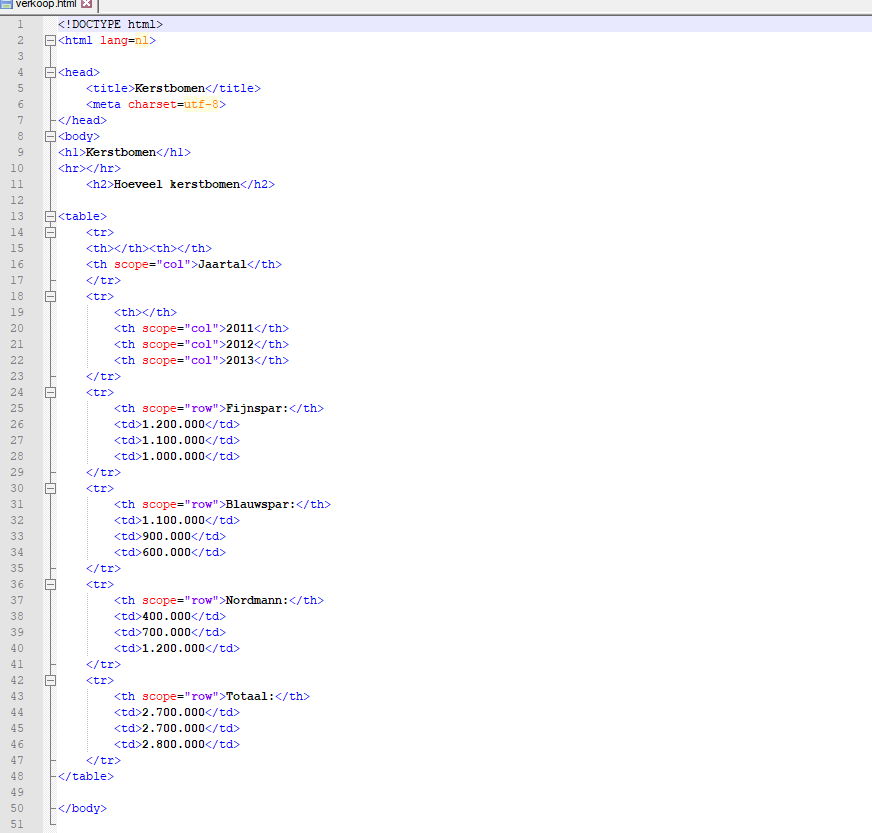 verkoop.html
1 <!DOCTYPE html>
2 <html lang=nl>
3
4 <head>
5 <title>Kerstbomen</title>
6 <meta charset=utf-8>
7 </head>
8 <body>
9 <h1>Kerstbomen</h1>
10 <hr></hr>
11 <h2>Hoeveel kerstbomen</h2>
12
13 <table>
14 <tr>
15 <th></th><th></th>
16 <th scope="col">Jaartal</th>
17 </tr>
18 <tr>
19 <th></th>
20 <th scope="col">2011</th>
21 <th scope="col">2012</th>
22 <th scope="col">2013</th>
23 </tr>
24 <tr>
25 <th scope="row">Fijnspar:</th>
26 <td>1.200.000</td>
27 <td>1.100.000</td>
28 <td>1.000.000</td>
29 </tr>
30 <tr>
31 <th scope="row">Blauwspar:</th>
32 <td>1.100.000</td>
33 <td>900.000</td>
34 <td>600.000</td>
35 </tr>
36 <tr>
37 <th scope="row">Nordmann:</th>
38 <td>400.000</td>
39 <td>700.000</td>
40 <td>1.200.000</td>
41 </tr>
42 <tr>
43 <th scope="row">Totaal:</th>
44 <td>2.700.000</td>
45 <td>2.700.000</td>
46 <td>2.800.000</td>
47 </tr>
48 </table>
49
50 </body>
51